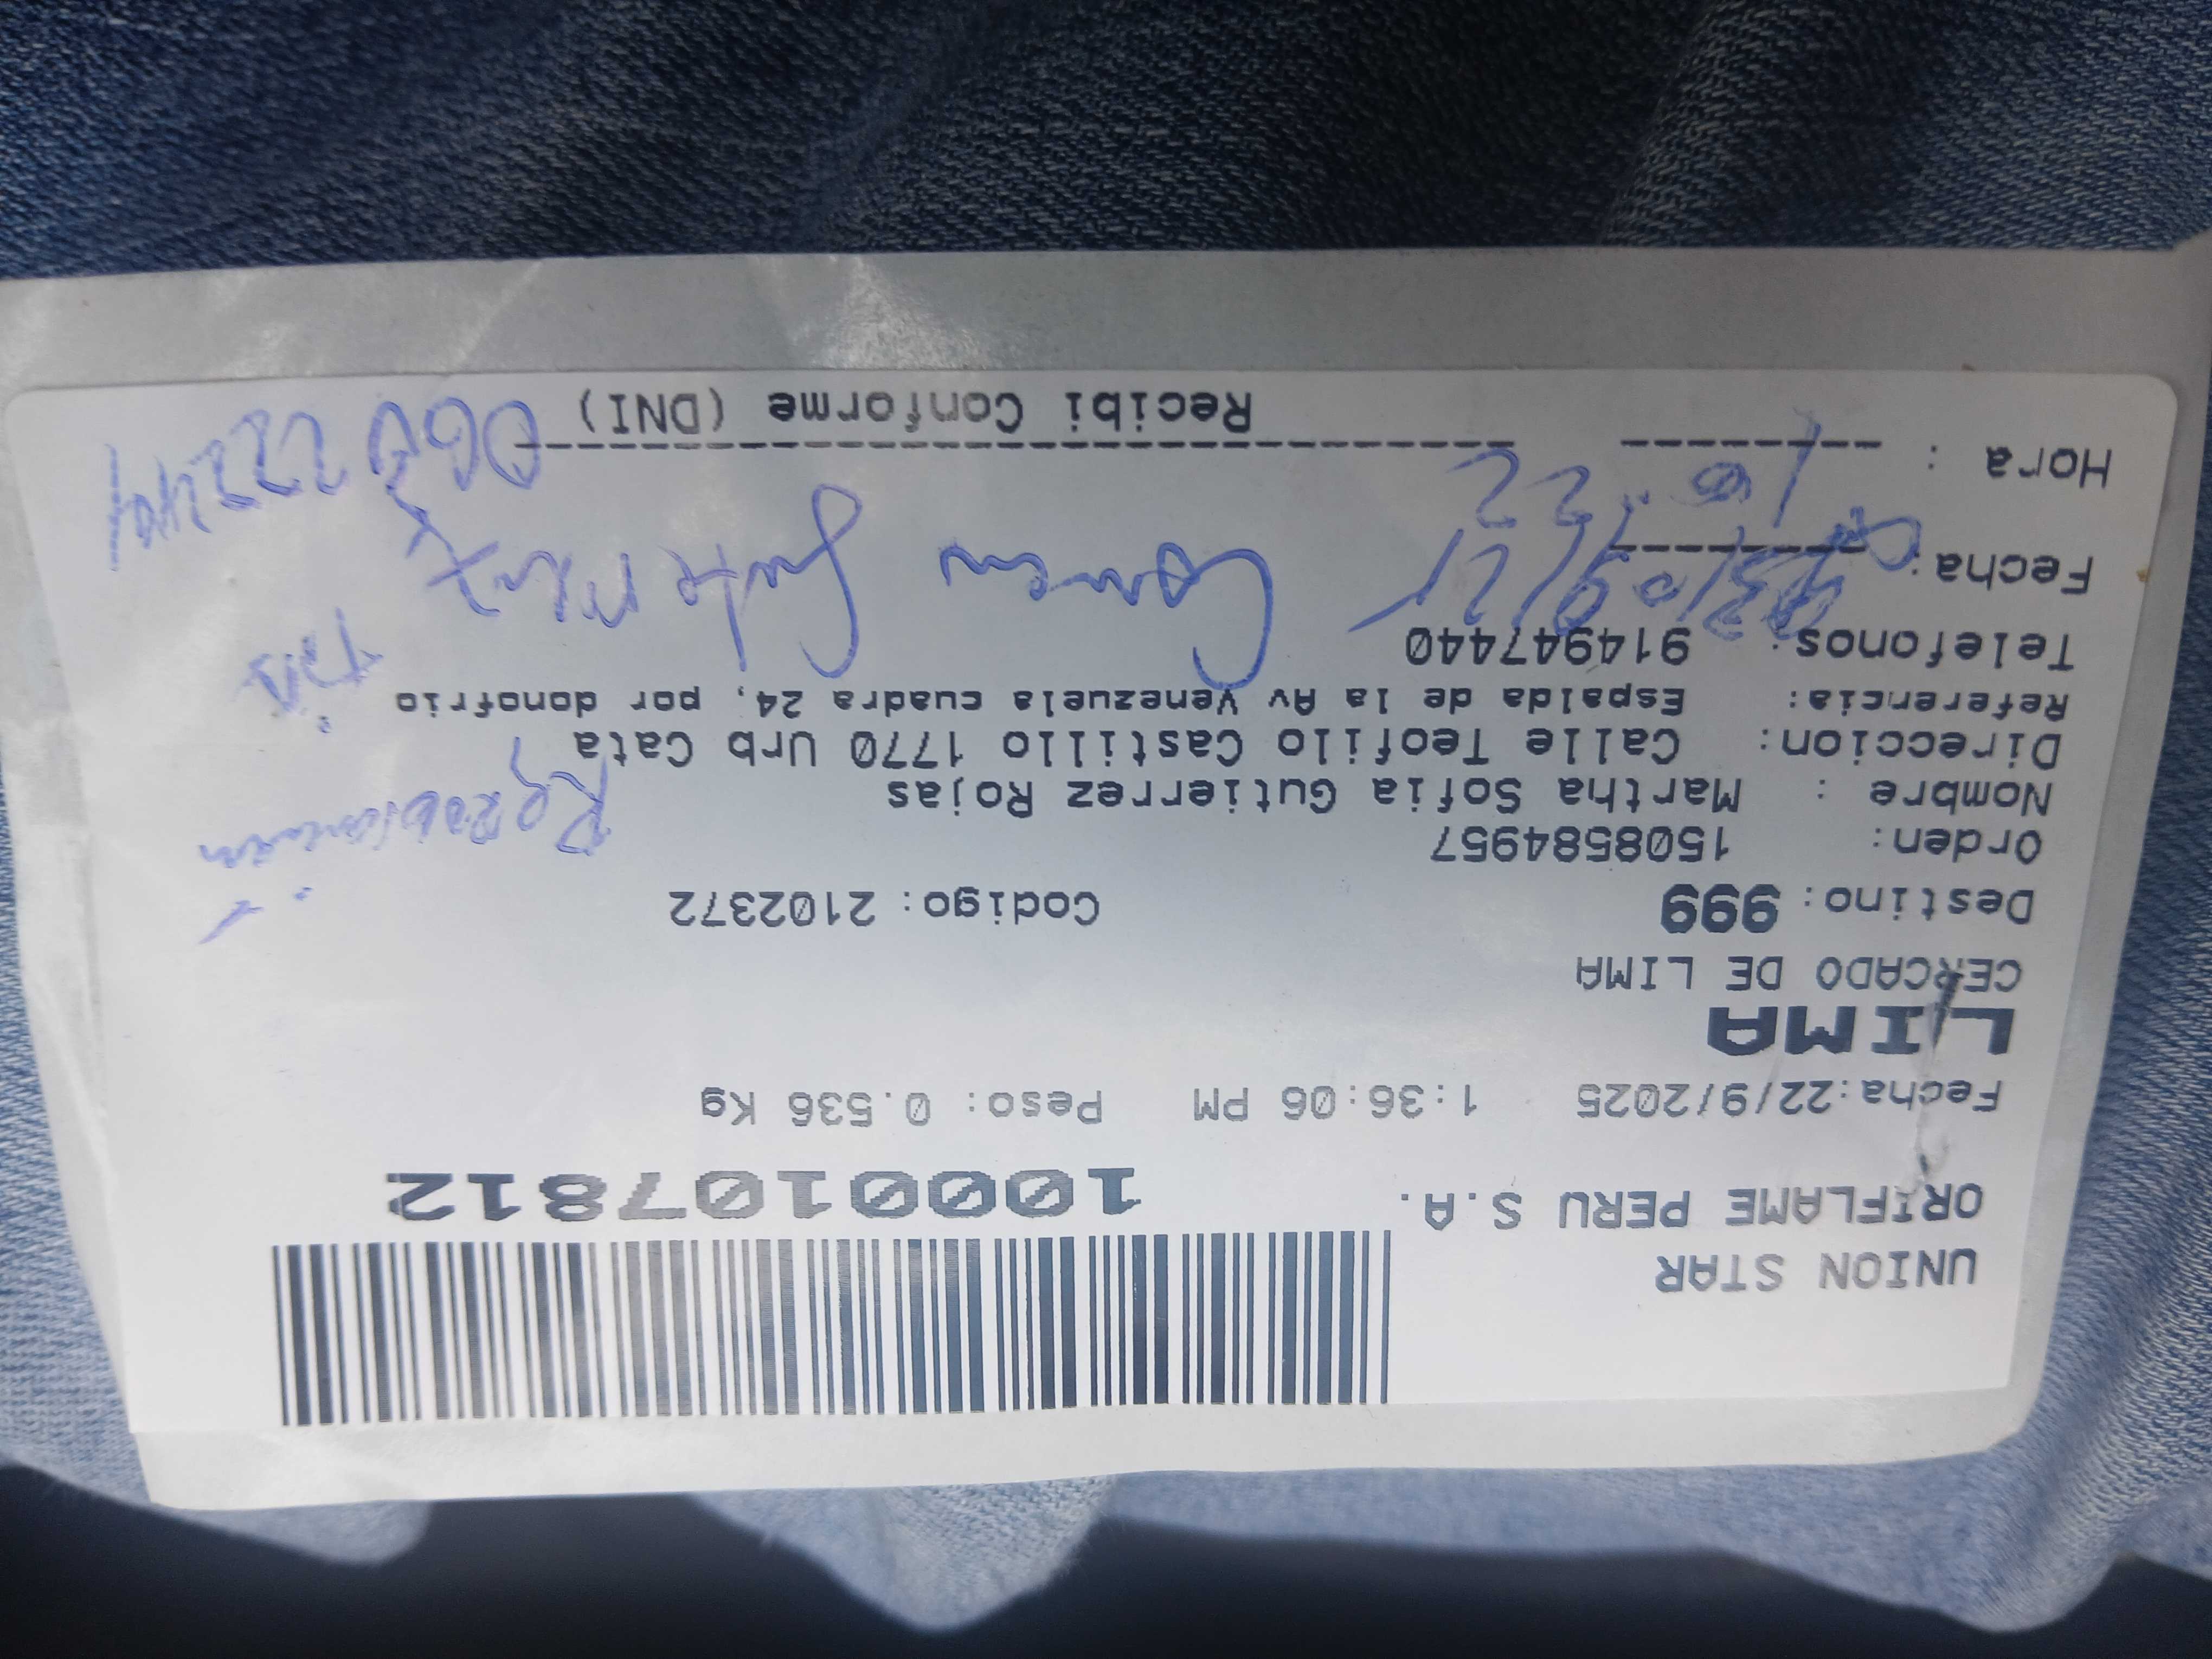 UNION STAR
ORIFLAME PERU S.A.
1000107812
Fecha:22/9/2025 1:36:06 PM Peso: 0.536 Kg
LIMA
CERCADO DE LIMA
Destino: 999 Codigo: 2102372
Orden: 1508584957
Nombre : Martha Sofia Gutierrez Rojas
Direccion: Calle Teofilo Castillo 1770 Urb Cata
Referencia: Espalda de la Av Venezuela cuadra 24, por donofrio
Telefonos: 914947440
Fecha:
Carmen
Hora :
Recibi Conforme (DNI)